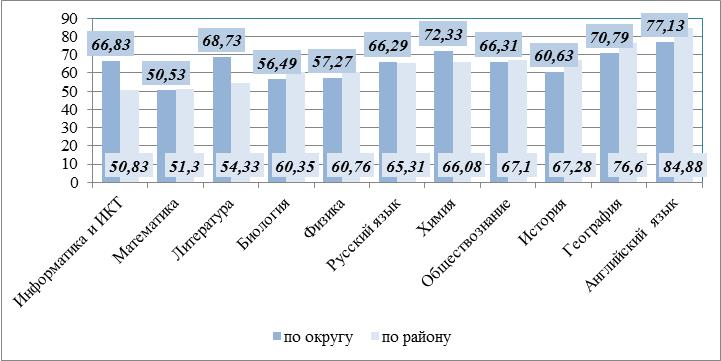 90
80
70
60
50
40
30
20
10
0
66,83
50,53
68,73
56,49
57,27
66,29
72,33
66,31
60,63
70,79
77,13
50,83
51,3
54,33
60,35
60,76
65,31
66,08
67,1
67,28
76,6
84,88
Информатика и ИКТ
Математика
Литература
Биология
Физика
Русский язык
Химия
Обществознание
История
География
Английский язык
по округу
по району